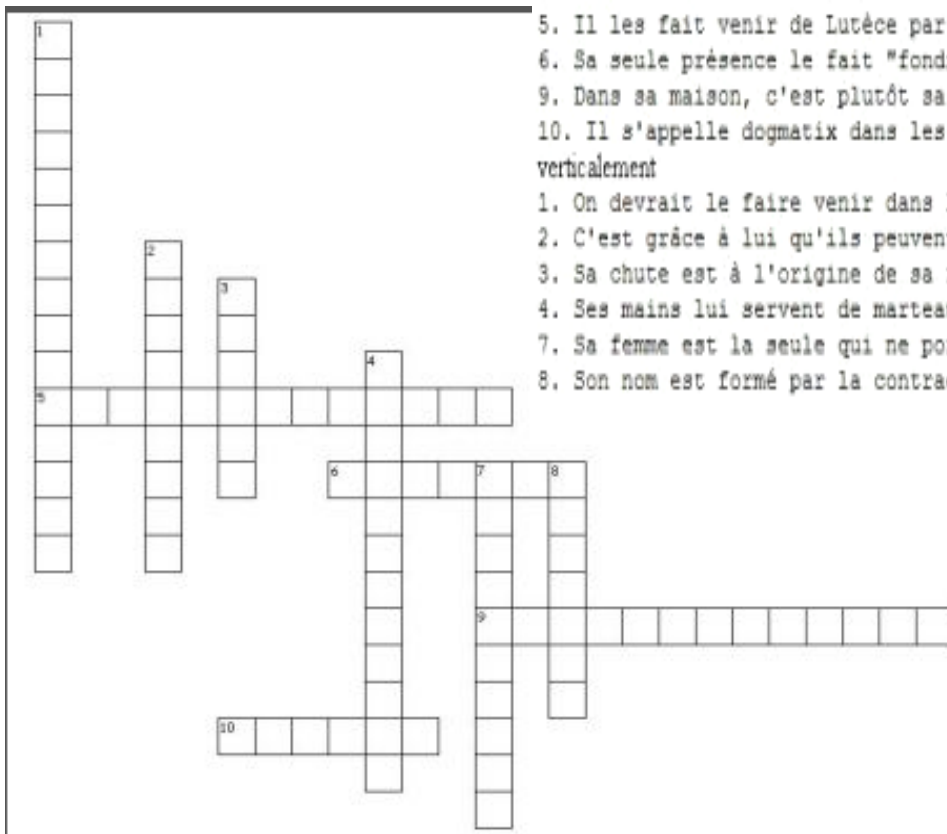 5. Il les fait venir de Lutèce par
6. Sa seule présence le fait "fond
9. Dans sa maison, c'est plutôt sa
10. Il s'appelle dogmatix dans les
verticalement
1. On devrait le faire venir dans
2. C'est grâce à lui qu'ils peuven
3. Sa chute est à l'origine de sa
4. Ses mains lui servent de martea
7. Sa femme est la seule qui ne po
8. Son nom est formé par la contra
1
2
3
4
5
6 7 8
9
10